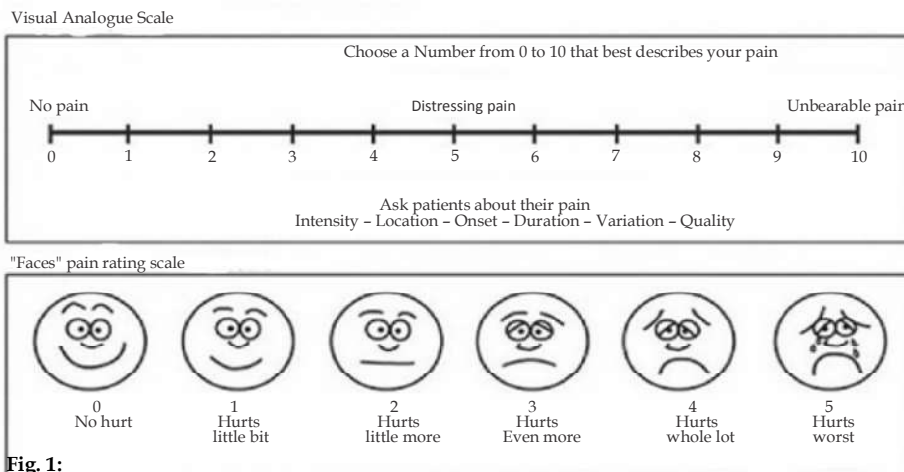 Visual Analogue Scale
Choose a Number from 0 to 10 that best describes your pain
No pain Distressing pain Unbearable pain
0 1 2 3 4 5 6 7 8 9 10
Ask patients about their pain
Intensity – Location – Onset – Duration – Variation – Quality
"Faces" pain rating scale
0 1 2 3 4 5
No hurt Hurts Hurts Hurts Hurts Hurts
little bit little more Even more whole lot worst
Fig. 1: